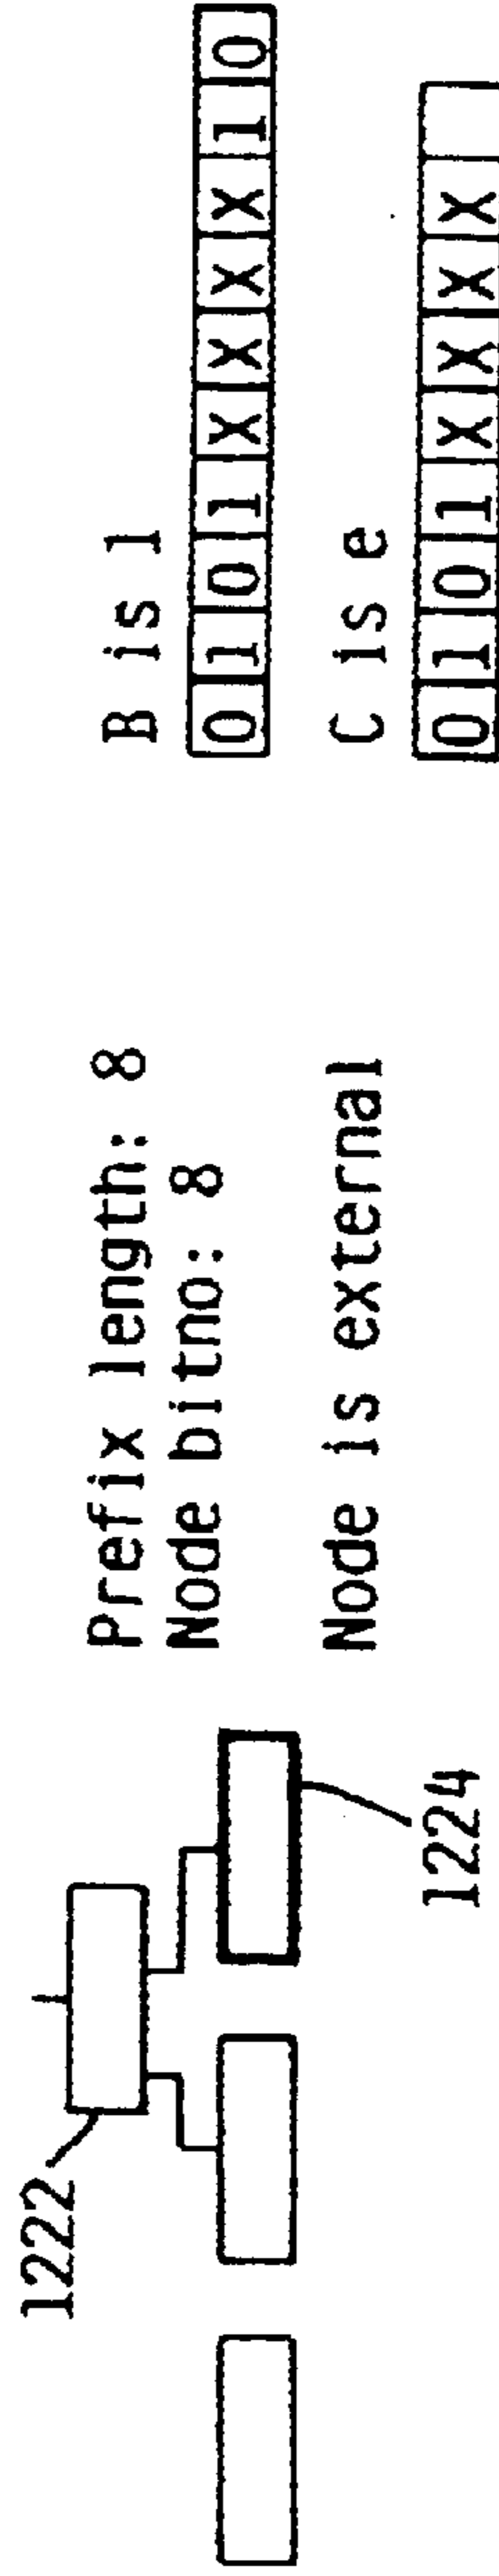 1222
1224
Prefix length: 8
Node bitno: 8
Node is external
B is 1
0 1 0 1 X X X X 1 0
C is e
0 1 0 1 X X X X